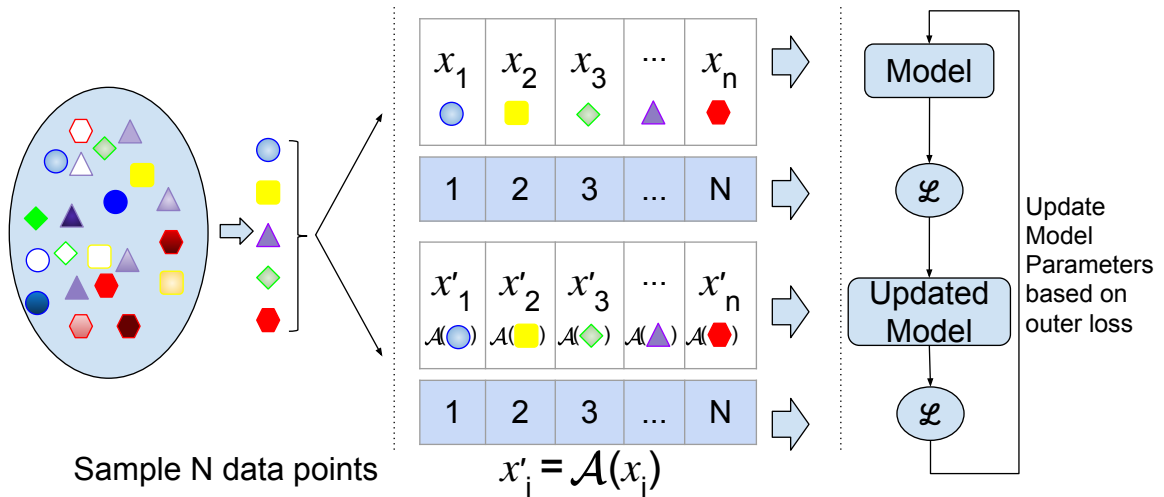 x₁ x₂ x₃ ... xₙ
1 2 3 ... N
x'₁ x'₂ x'₃ ... x'ₙ
𝒜( ) 𝒜( ) 𝒜( ) 𝒜( ) 𝒜( )
1 2 3 ... N
Sample N data points
x'ᵢ = 𝒜(xᵢ)
Model
ℒ
Updated
Model
ℒ
Update
Model
Parameters
based on
outer loss